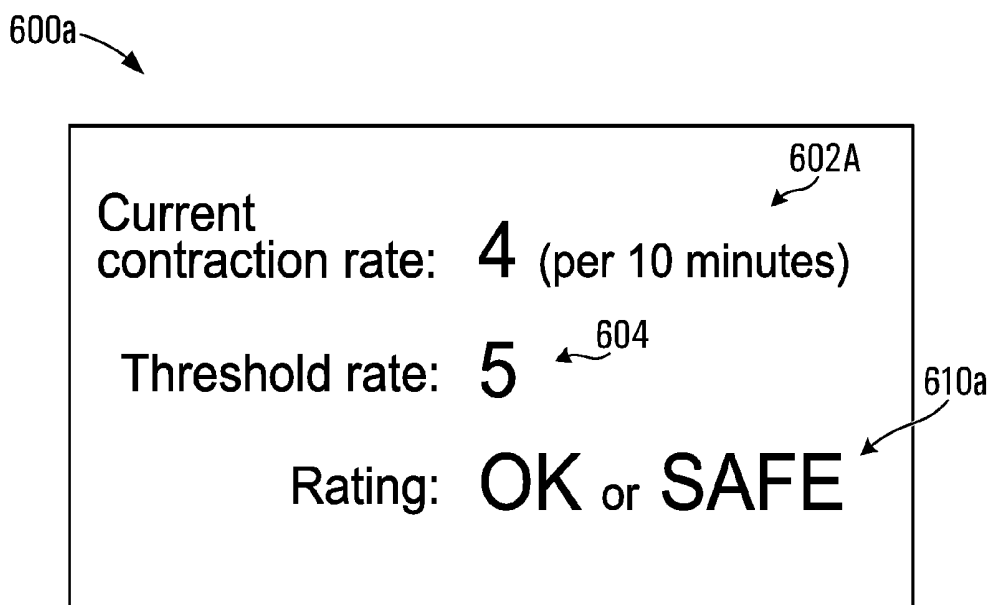 600a
602A
Current
contraction rate: 4 (per 10 minutes)
604
Threshold rate: 5
610a
Rating: OK or SAFE